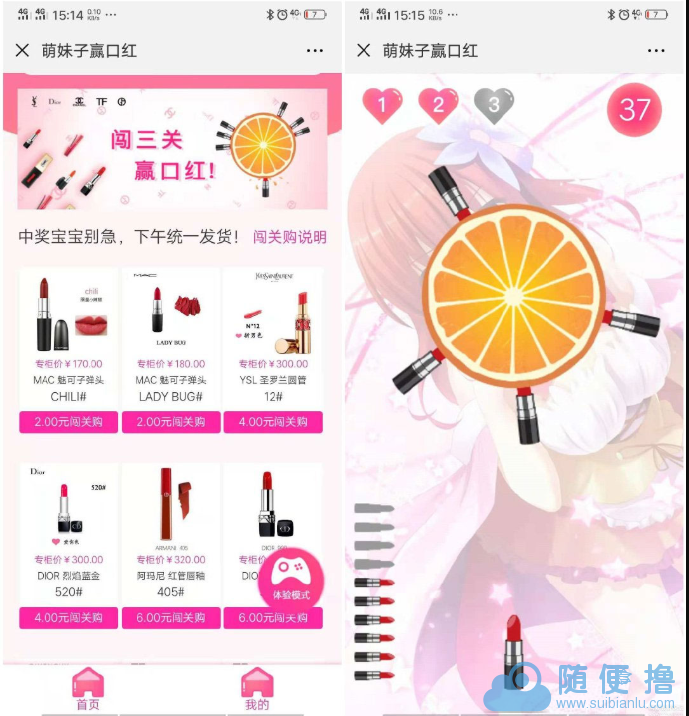 4G 4G 15:14 0.10 KB/s ... 4G 7
萌妹子赢口红
YSL Dior CHANEL TF
闯三关
赢口红!
中奖宝宝别急，下午统一发货! 闯关购说明
chili
MAC
LADY BUG
YVES SAINT LAURENT
N°12
斩男色
专柜价￥170.00
专柜价￥180.00
专柜价￥300.00
MAC 魅可子弹头
MAC 魅可子弹头
YSL 圣罗兰圆管
CHILI#
LADY BUG#
12#
2.00元闯关购
2.00元闯关购
4.00元闯关购
Dior
520#
ARMANI 405
DIOR 999
专柜价￥300.00
专柜价￥320.00
专柜价
DIOR 烈焰蓝金
阿玛尼 红管唇釉
DIO
520#
405#
体验模式
4.00元闯关购
6.00元闯关购
6.00元闯关购
首页
我的
4G 4G 15:15 10.6 KB/s ... 4G 7
萌妹子赢口红
1
2
3
37
随便撸
www.suibianlu.com